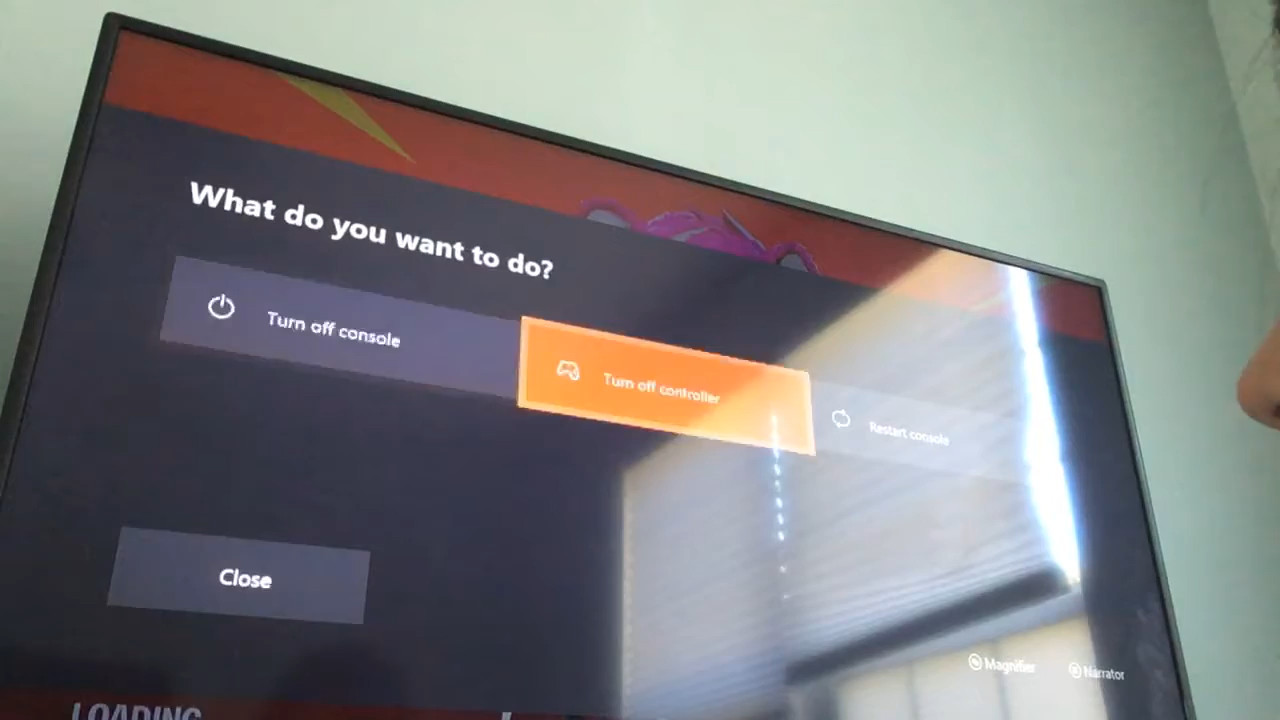 What do you want to do?
Turn off console
Turn off controller
Restart console
Close
Magnifier
Narrator
LOADING